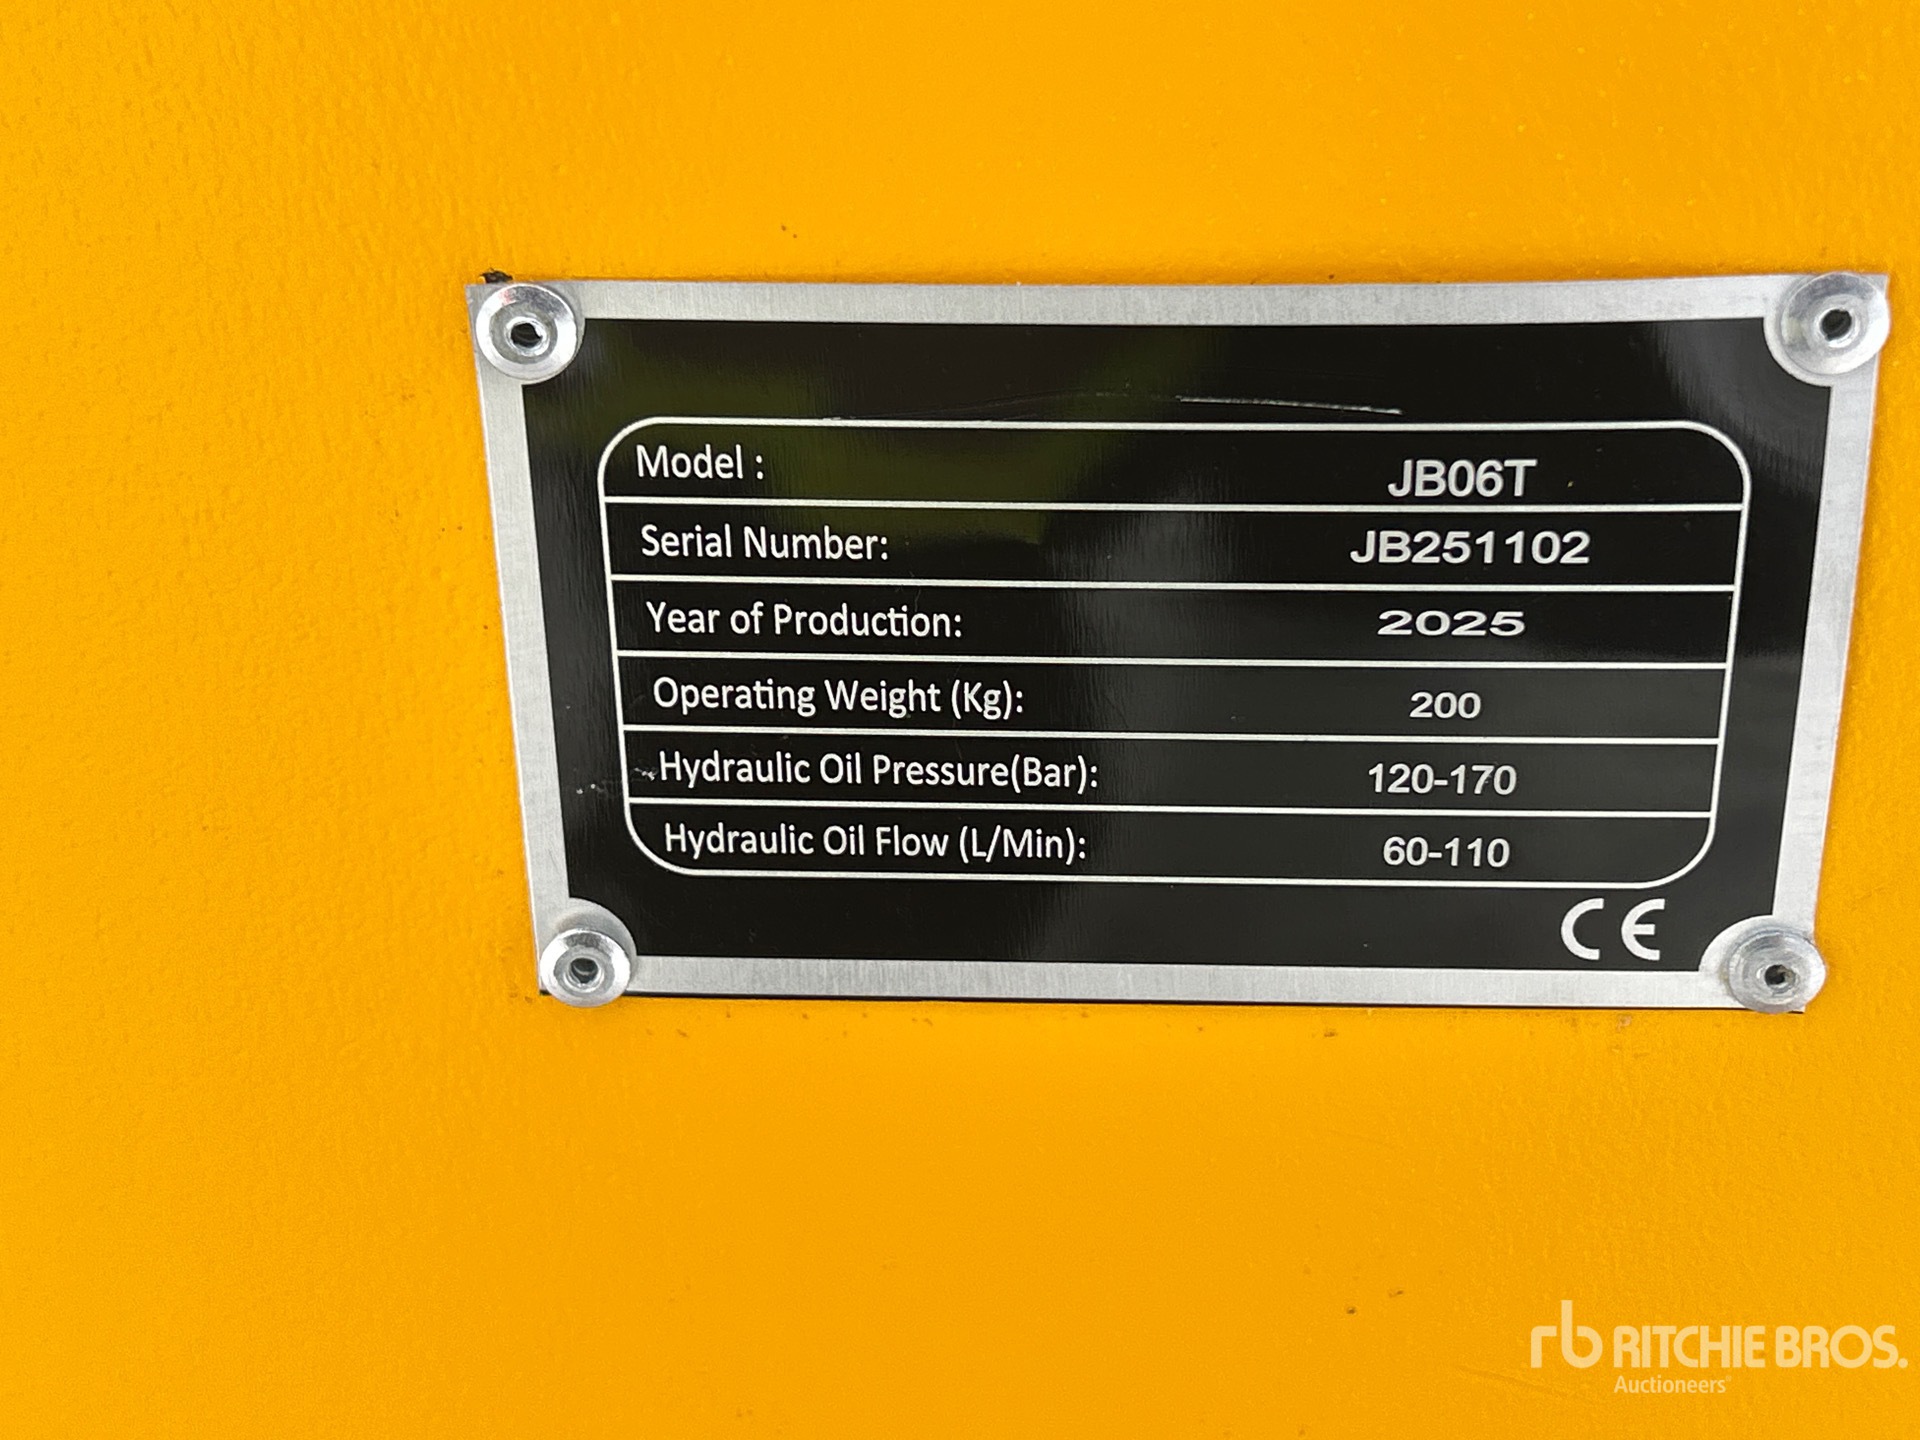 Model : JB06T
Serial Number: JB251102
Year of Production: 2025
Operating Weight (Kg): 200
Hydraulic Oil Pressure(Bar): 120-170
Hydraulic Oil Flow (L/Min): 60-110
CE
rb RITCHIE BROS.
Auctioneers